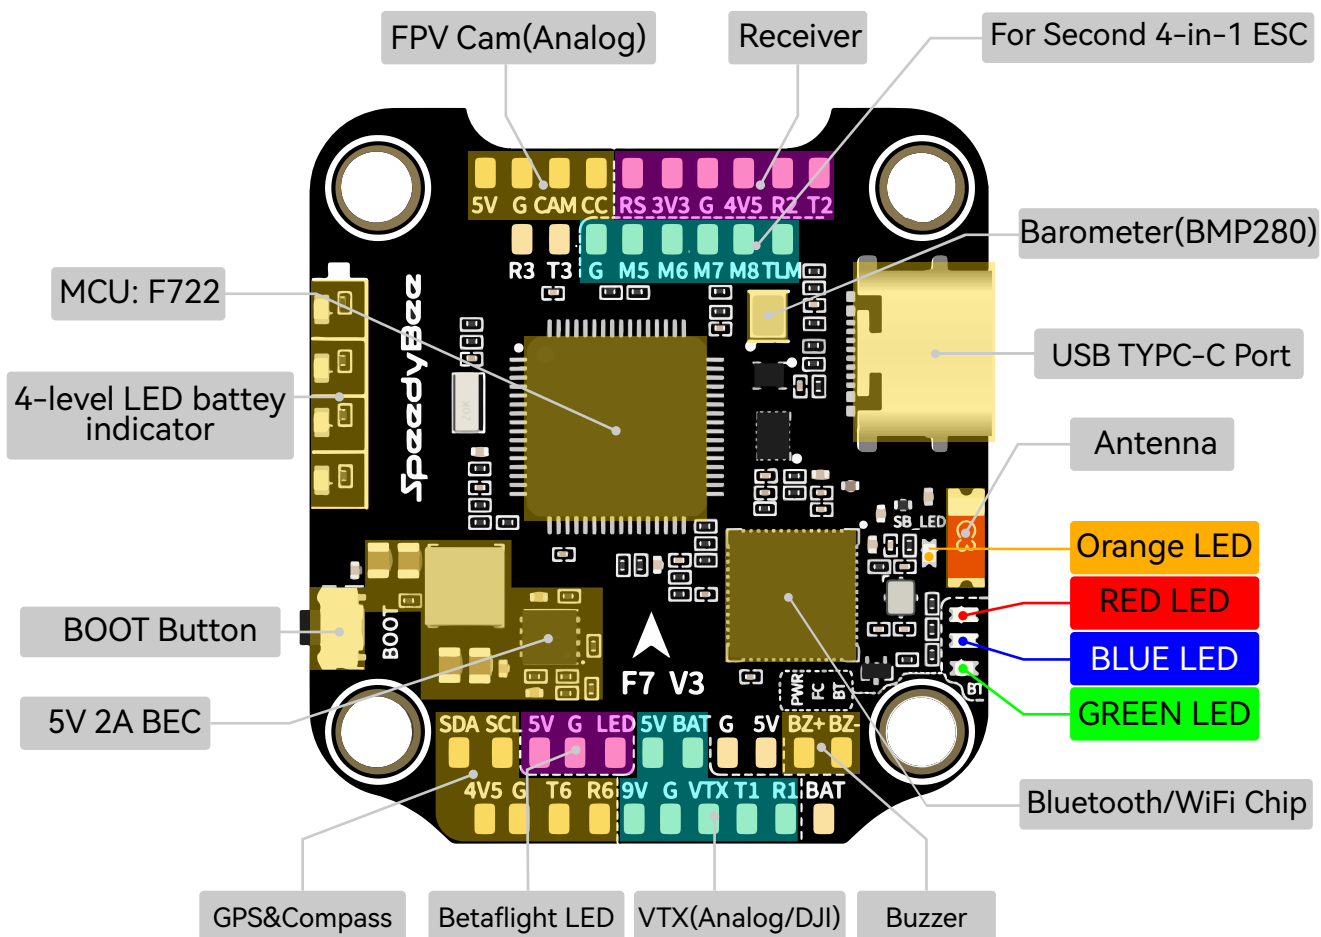 FPV Cam(Analog)
Receiver
For Second 4-in-1 ESC
5V G CAM CC RS 3V3 G 4V5 R2 T2
R3 T3 G M5 M6 M7 M8 TLM
Barometer(BMP280)
MCU: F722
SpeedyBee
USB TYPC-C Port
4-level LED battey
indicator
20K
Antenna
SB_LED
C3
Orange LED
RED LED
BOOT Button
BOOT
BLUE LED
F7 V3
PWR
FC
BT
BT
GREEN LED
5V 2A BEC
SDA SCL 5V G LED 5V BAT G 5V BZ+ BZ-
4V5 G T6 R6 9V G VTX T1 R1 BAT
Bluetooth/WiFi Chip
GPS&Compass
Betaflight LED
VTX(Analog/DJI)
Buzzer